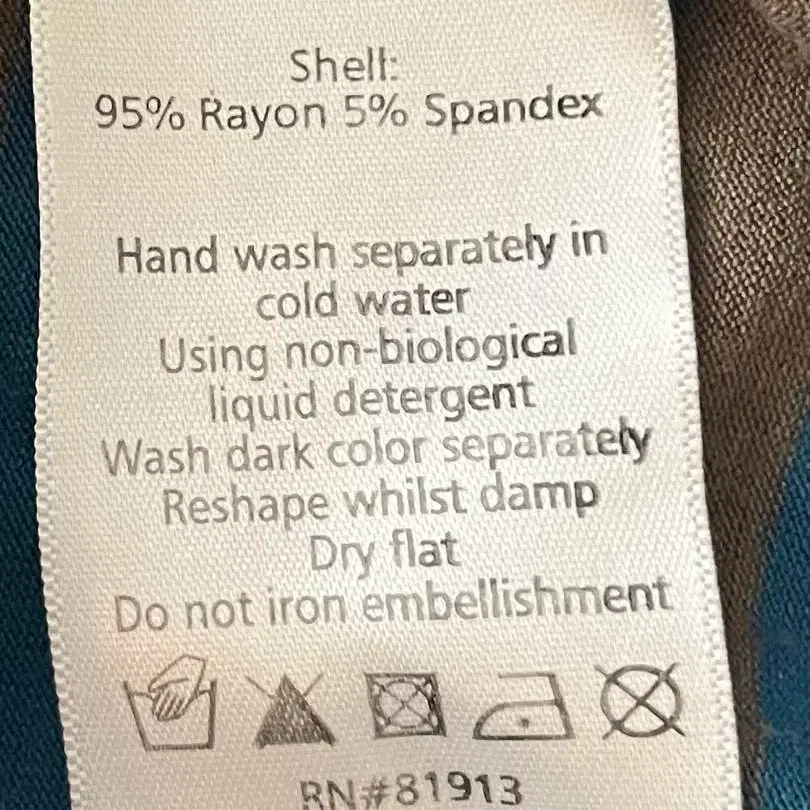 Shell:
95% Rayon 5% Spandex
Hand wash separately in
cold water
Using non-biological
liquid detergent
Wash dark color separately
Reshape whilst damp
Dry flat
Do not iron embellishment
RN#81913